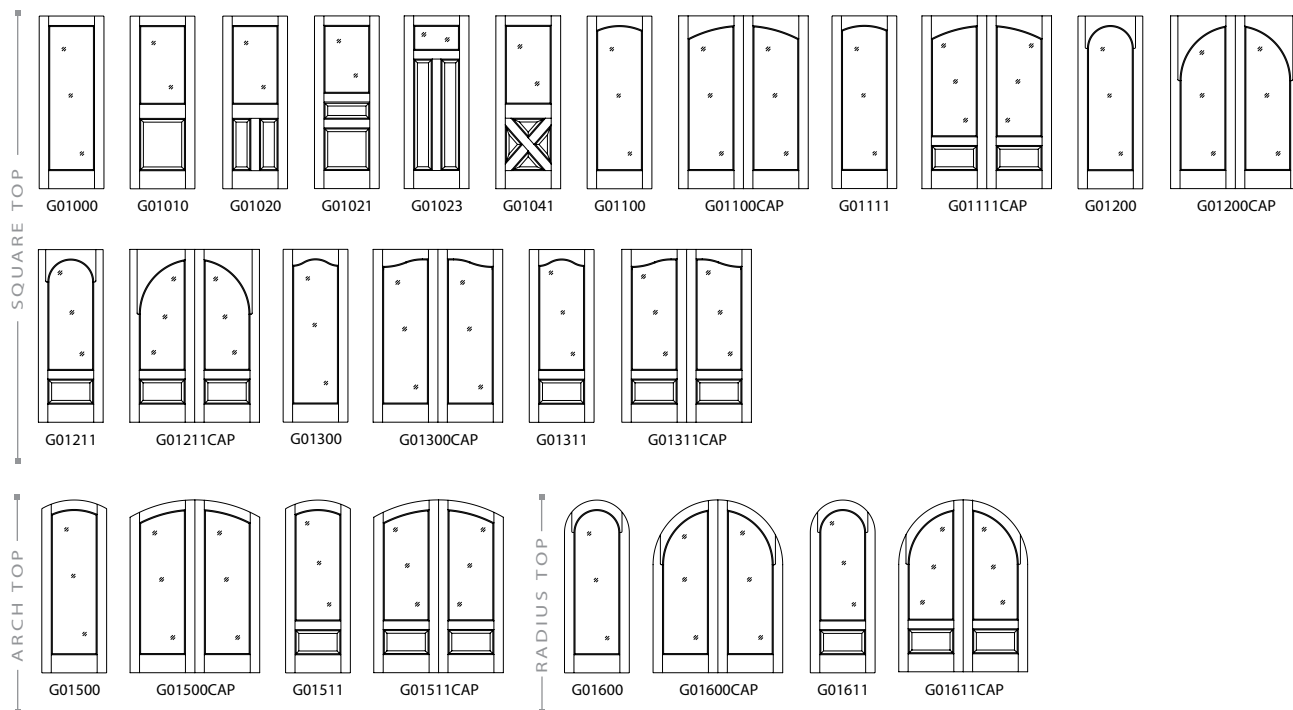 SQUARE TOP
G01000 G01010 G01020 G01021 G01023 G01041 G01100 G01100CAP G01111 G01111CAP G01200 G01200CAP
G01211 G01211CAP G01300 G01300CAP G01311 G01311CAP
ARCH TOP
G01500 G01500CAP G01511 G01511CAP
RADIUS TOP
G01600 G01600CAP G01611 G01611CAP